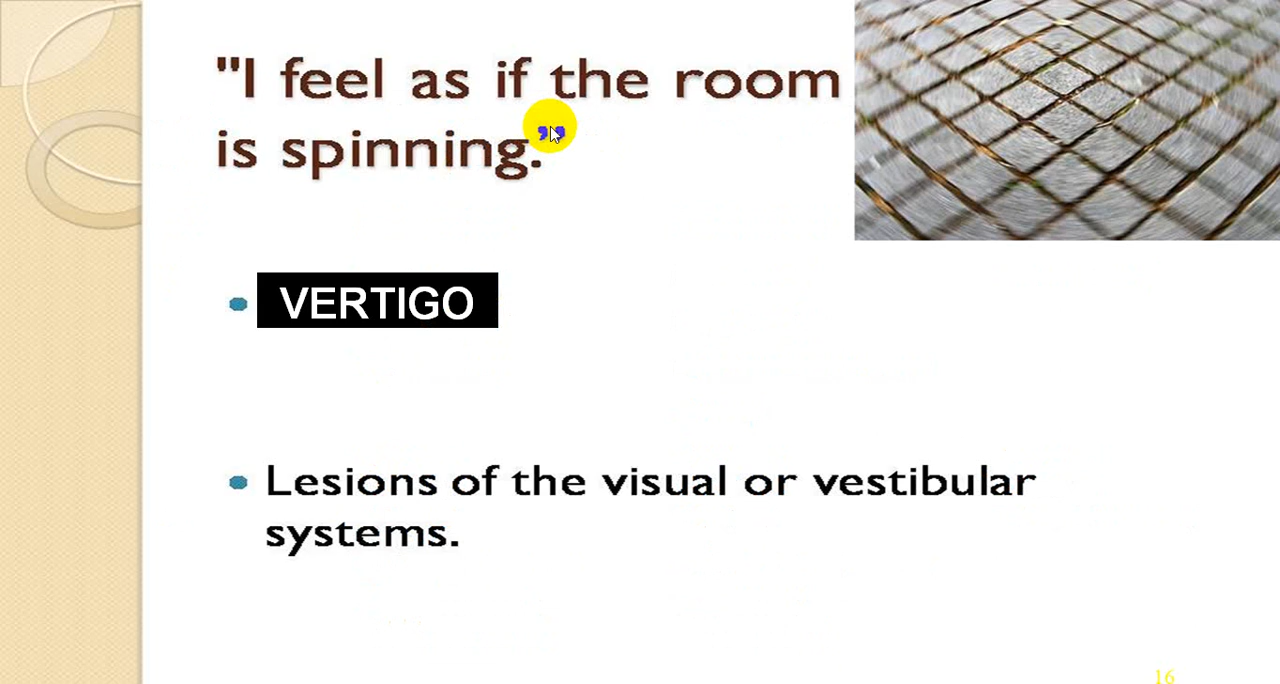 "I feel as if the room
is spinning.”
VERTIGO
Lesions of the visual or vestibular
systems.
16